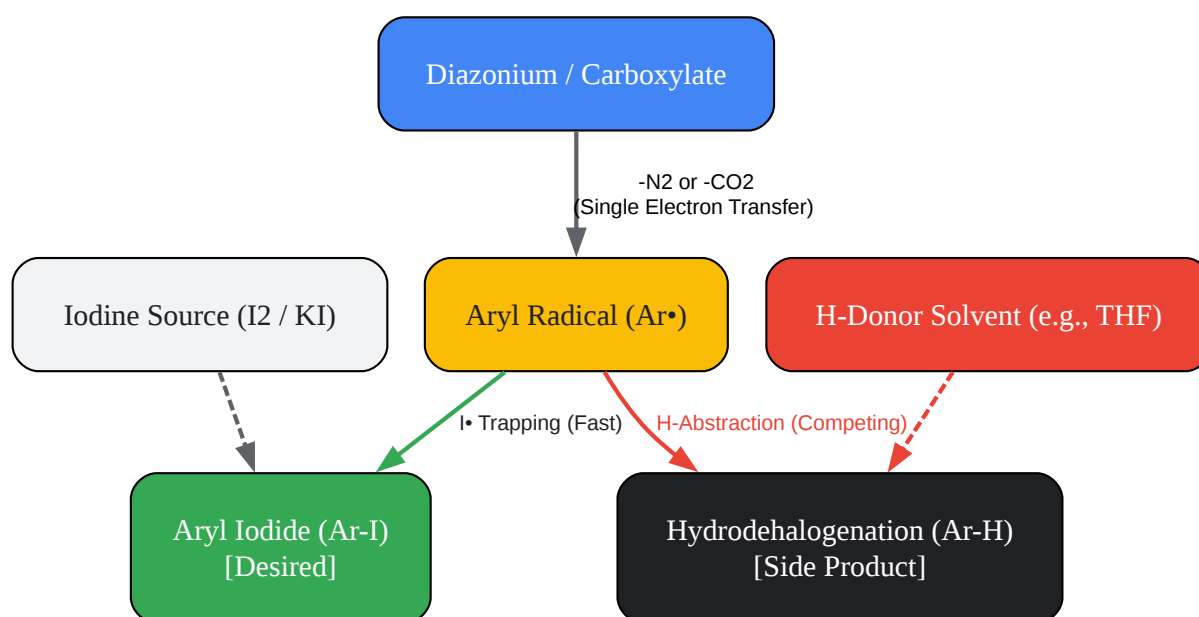 Diazonium / Carboxylate
-N2 or -CO2
(Single Electron Transfer)
Iodine Source (I2 / KI)
Aryl Radical (Ar•)
H-Donor Solvent (e.g., THF)
I• Trapping (Fast)
H-Abstraction (Competing)
Aryl Iodide (Ar-I)
[Desired]
Hydrodehalogenation (Ar-H)
[Side Product]